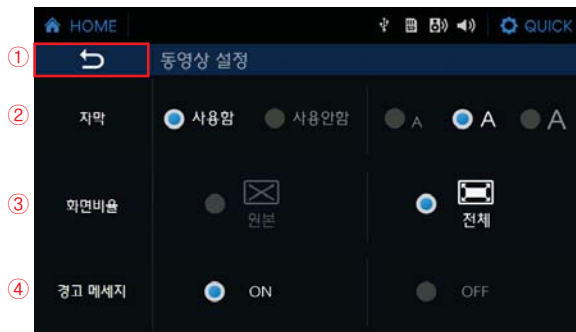 HOME QUICK
① 동영상 설정
② 자막 사용함 사용안함 A A A
③ 화면비율 원본 전체
④ 경고 메세지 ON OFF